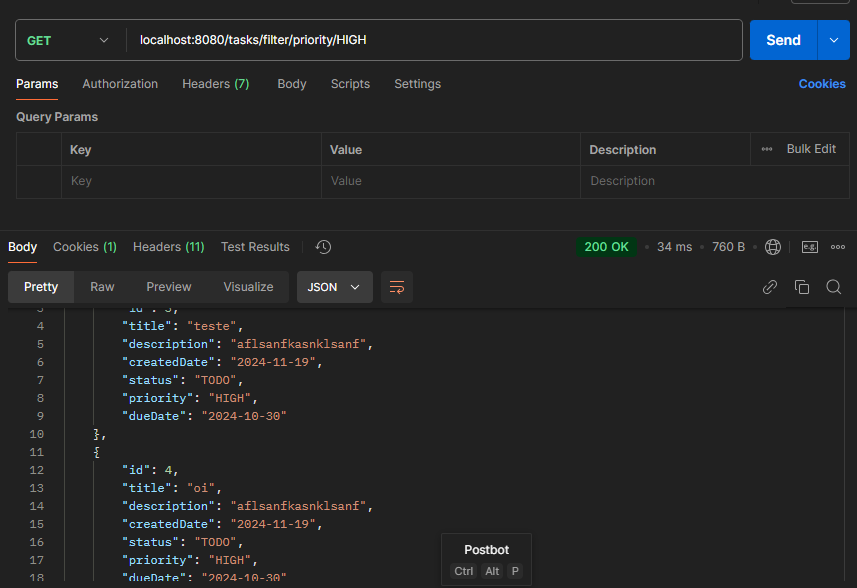 GET localhost:8080/tasks/filter/priority/HIGH Send
Params Authorization Headers (7) Body Scripts Settings Cookies
Query Params
Key Value Description Bulk Edit
Key Value Description
Body Cookies (1) Headers (11) Test Results 200 OK 34 ms 760 B e.g.
Pretty Raw Preview Visualize JSON
3 "id": 3,
4 "title": "teste",
5 "description": "aflsanfkasnklsanf",
6 "createdDate": "2024-11-19",
7 "status": "TODO",
8 "priority": "HIGH",
9 "dueDate": "2024-10-30"
10 },
11 {
12 "id": 4,
13 "title": "oi",
14 "description": "aflsanfkasnklsanf",
15 "createdDate": "2024-11-19",
16 "status": "TODO",
17 "priority": "HIGH",
18 "dueDate": "2024-10-30"
Postbot
Ctrl Alt P